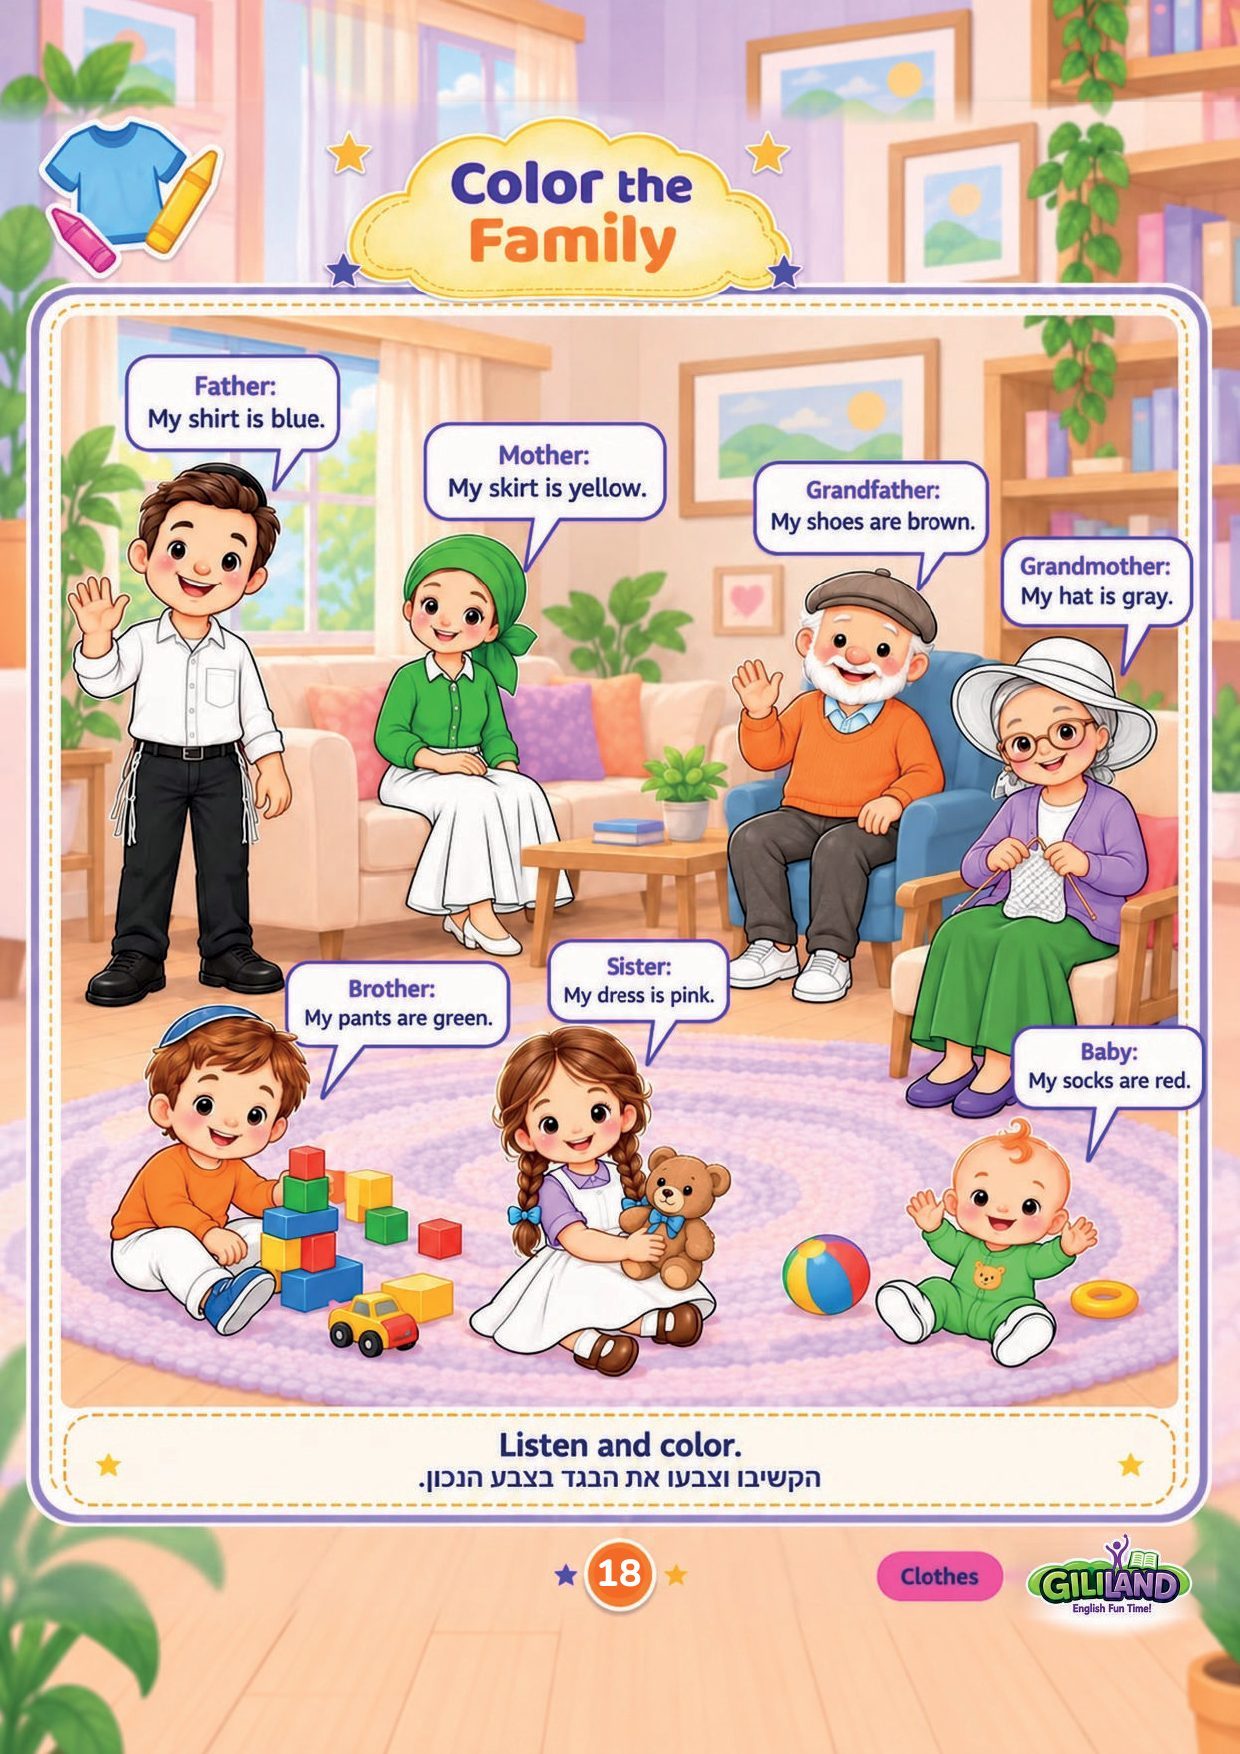 Color the
Family
Father:
My shirt is blue.
Mother:
My skirt is yellow.
Grandfather:
My shoes are brown.
Grandmother:
My hat is gray.
Brother:
My pants are green.
Sister:
My dress is pink.
Baby:
My socks are red.
Listen and color.
הקשיבו וצבעו את הבגד בצבע הנכון.
18
Clothes
GILILAND
English Fun Time!